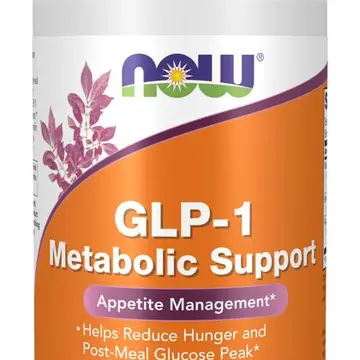 now
GLP-1
Metabolic Support
Appetite Management*
•Helps Reduce Hunger and
Post-Meal Glucose Peak*